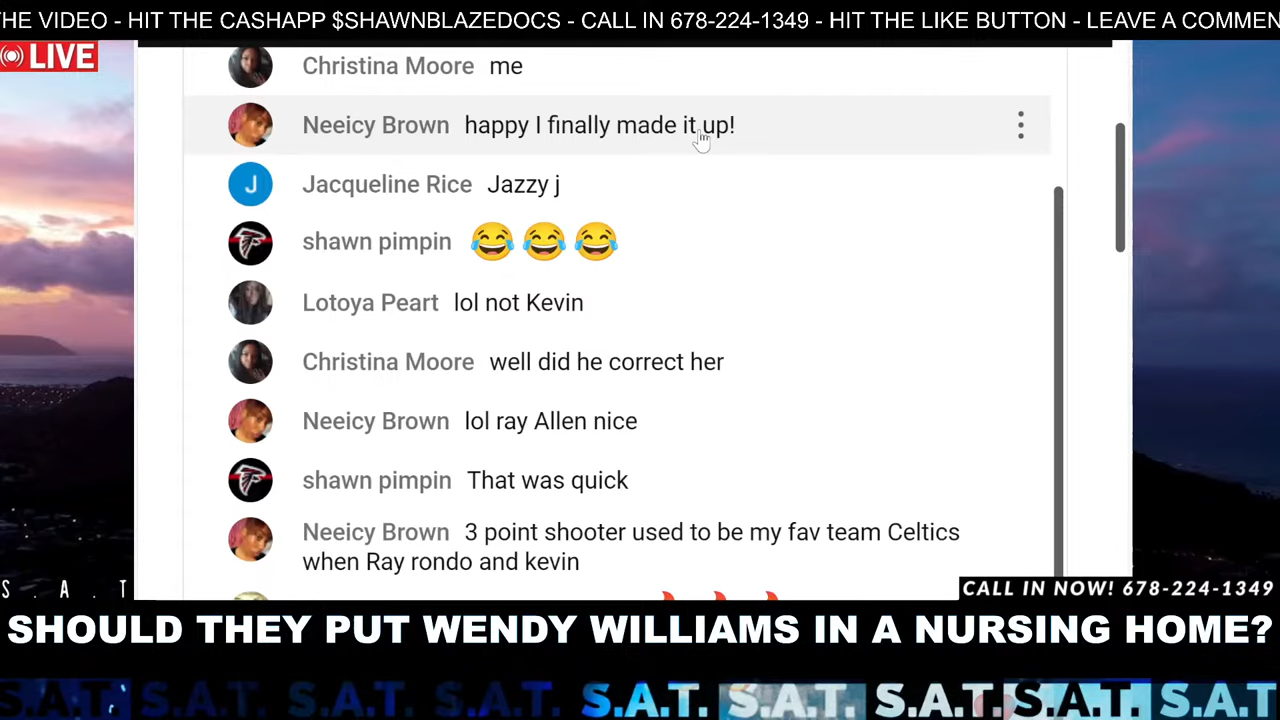 THE VIDEO - HIT THE CASHAPP $SHAWNBLAZEDOCS - CALL IN 678-224-1349 - HIT THE LIKE BUTTON - LEAVE A COMMEN
LIVE
Christina Moore me
Neeicy Brown happy I finally made it up!
J Jacqueline Rice Jazzy j
shawn pimpin 😂😂😂
Lotoya Peart lol not Kevin
Christina Moore well did he correct her
Neeicy Brown lol ray Allen nice
shawn pimpin That was quick
Neeicy Brown 3 point shooter used to be my fav team Celtics
when Ray rondo and kevin
S . A . T
CALL IN NOW! 678-224-1349
SHOULD THEY PUT WENDY WILLIAMS IN A NURSING HOME?
S.A.T. S.A.T. S.A.T. S.A.T. S.A.T. S.A.T. S.A.T. S.A.T. S.A.T